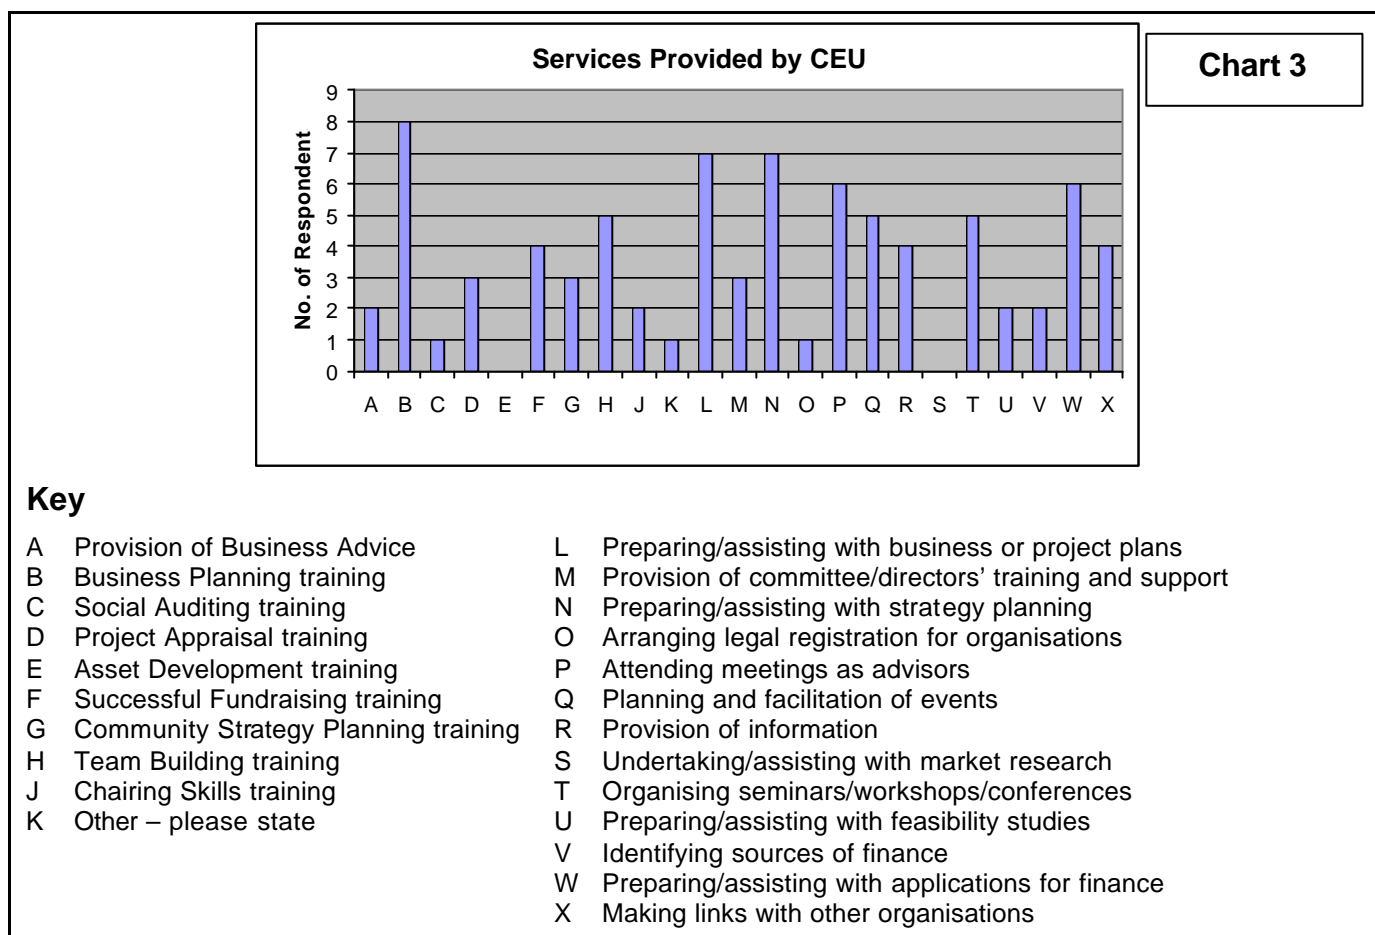 Services Provided by CEU
Chart 3
No. of Respondent
9
8
7
6
5
4
3
2
1
0
A B C D E F G H J K L M N O P Q R S T U V W X
Key
A Provision of Business Advice
B Business Planning training
C Social Auditing training
D Project Appraisal training
E Asset Development training
F Successful Fundraising training
G Community Strategy Planning training
H Team Building training
J Chairing Skills training
K Other – please state
L Preparing/assisting with business or project plans
M Provision of committee/directors’ training and support
N Preparing/assisting with strategy planning
O Arranging legal registration for organisations
P Attending meetings as advisors
Q Planning and facilitation of events
R Provision of information
S Undertaking/assisting with market research
T Organising seminars/workshops/conferences
U Preparing/assisting with feasibility studies
V Identifying sources of finance
W Preparing/assisting with applications for finance
X Making links with other organisations